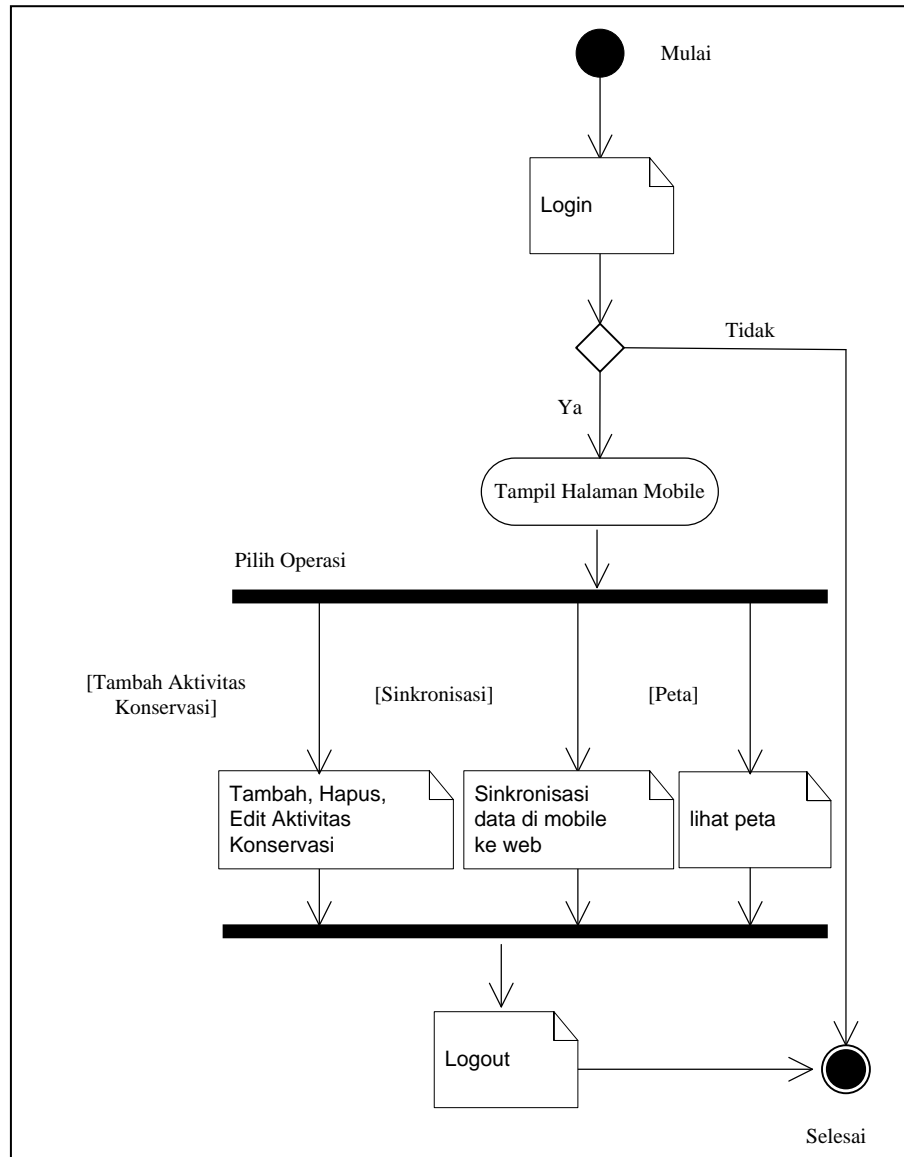 Mulai
Login
Tidak
Ya
Tampil Halaman Mobile
Pilih Operasi
[Tambah Aktivitas
Konservasi]
[Sinkronisasi]
[Peta]
Tambah, Hapus,
Edit Aktivitas
Konservasi
Sinkronisasi
data di mobile
ke web
lihat peta
Logout
Selesai